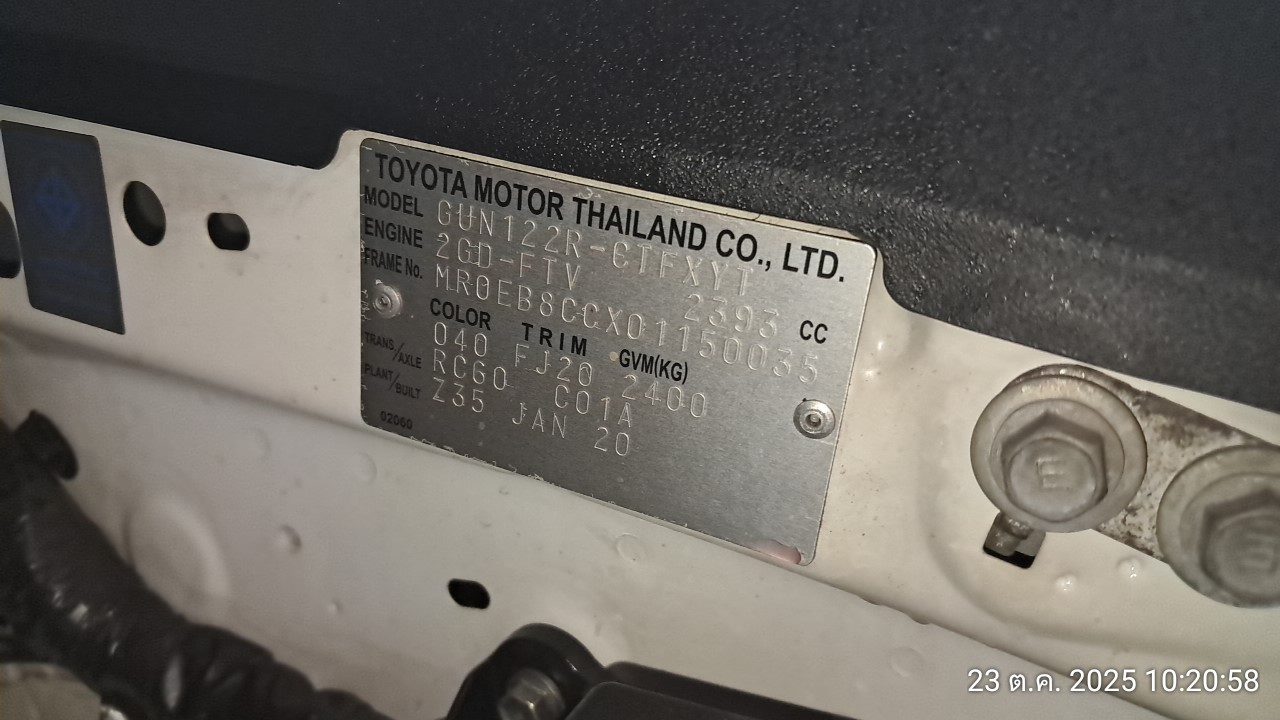 TOYOTA MOTOR THAILAND CO., LTD.
MODEL GUN122R-CTFXYT
ENGINE 2GD-FTV 2393 CC
FRAME No. MR0EB8CCX01150035
COLOR TRIM GVM(KG)
040 FJ20 2400
TRANS/AXLE RC60 C01A
PLANT/BUILT Z35 JAN 20
02060
E
23 ต.ค. 2025 10:20:58